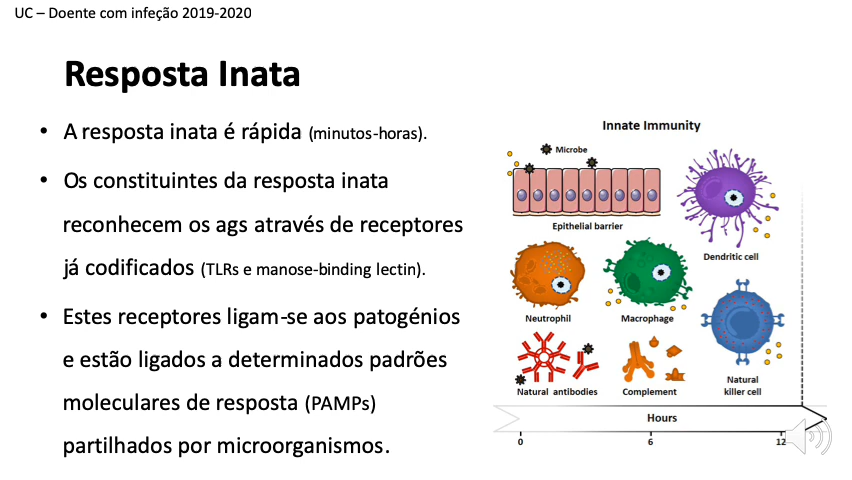 UC – Doente com infeção 2019-2020
Resposta Inata
• A resposta inata é rápida (minutos-horas).
• Os constituintes da resposta inata
reconhecem os ags através de receptores
já codificados (TLRs e manose-binding lectin).
• Estes receptores ligam-se aos patogénios
e estão ligados a determinados padrões
moleculares de resposta (PAMPs)
partilhados por microorganismos.
Innate Immunity
Microbe
Epithelial barrier
Dendritic cell
Neutrophil
Macrophage
Natural antibodies
Complement
Natural
killer cell
Hours
0 6 12